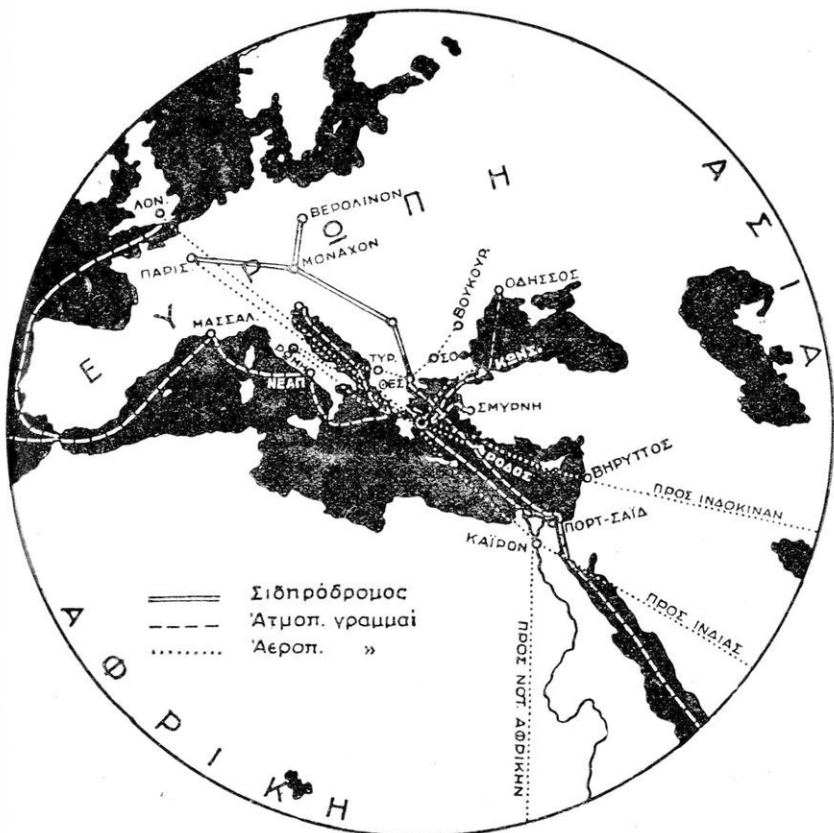 ΕΥΡΩΠΗ
ΑΣΙΑ
ΛΟΝ.
ΒΕΡΟΛΙΝΟΝ
ΜΟΝΑΧΟΝ
ΠΑΡΙΣ.
ΒΟΥΚΟΥΡ.
ΟΔΗΣΣΟΣ
ΜΑΣΣΑΛ.
ΤΥΡ.
ΣΟΦ
ΚΩΝΣ
ΝΕΑΠ
ΘΕΣ
ΣΜΥΡΝΗ
ΡΟΔΟΣ
ΒΗΡΥΤΤΟΣ
ΠΡΟΣ ΙΝΔΟΚΙΝΑΝ
ΠΟΡΤ-ΣΑΪΔ
ΚΑΪΡΟΝ
ΠΡΟΣ ΙΝΔΙΑΣ
ΠΡΟΣ ΝΟΤ. ΑΦΡΙΚΗΝ
Σιδηρόδρομος
Ἀτμοπ. γραμμαί
Ἀεροπ. »
ΑΦΡΙΚΗ